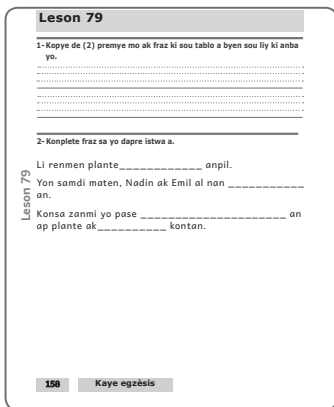 Leson 79
1- Kopye de (2) premye mo ak fraz ki sou tablo a byen sou liy ki anba
yo.
2- Konplete fraz sa yo dapre istwa a.
Li renmen plante____________ anpil.
Yon samdi maten, Nadin ak Emil al nan ___________
an.
Konsa zanmi yo pase _____________________ an
ap plante ak__________ kontan.
Leson 79
158 Kaye egzèsis